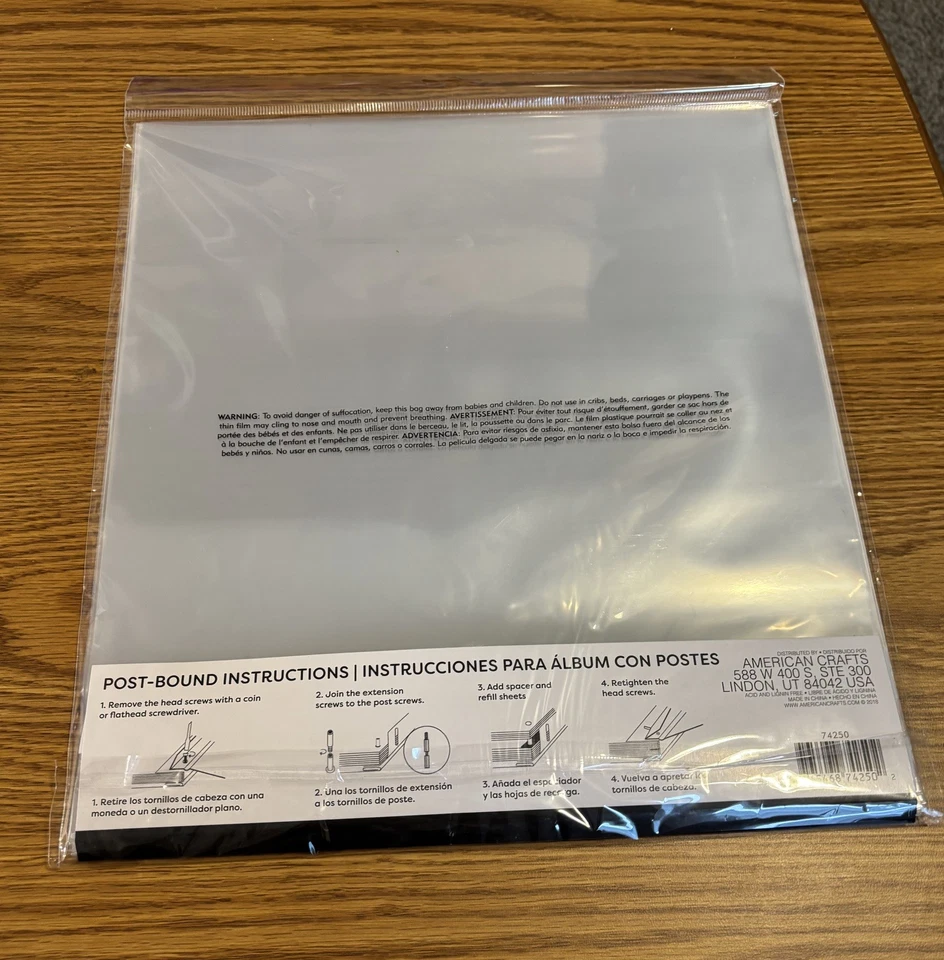 WARNING: To avoid danger of suffocation, keep this bag away from babies and children. Do not use in cribs, beds, carriages or playpens. The
thin film may cling to nose and mouth and prevent breathing. AVERTISSEMENT: Pour éviter tout risque d'étouffement, garder ce sac hors de
portée des bébés et des enfants. Ne pas utiliser dans le berceau, le lit, la poussette ou dans le parc. Le film plastique pourrait se coller au nez et
à la bouche de l'enfant et l'empêcher de respirer. ADVERTENCIA: Para evitar riesgos de asfixia, mantener esta bolsa fuera del alcance de los
bebés y niños. No usar en cunas, camas, carros o corrales. La película delgada se puede pegar en la nariz o la boca e impedir la respiración.
POST-BOUND INSTRUCTIONS | INSTRUCCIONES PARA ÁLBUM CON POSTES
1. Remove the head screws with a coin
or flathead screwdriver.
2. Join the extension
screws to the post screws.
3. Add spacer and
refill sheets
4. Retighten the
head screws.
1. Retire los tornillos de cabeza con una
moneda o un destornillador plano.
2. Una los tornillos de extensión
a los tornillos de poste.
3. Añada el espaciador
y las hojas de recarga.
4. Vuelva a apretar
tornillos de cabeza.
DISTRIBUTED BY • DISTRIBUIDO POR
AMERICAN CRAFTS
588 W 400 S, STE 300
LINDON, UT 84042 USA
ACID AND LIGNIN FREE • LIBRE DE ÁCIDO Y LIGNINA
MADE IN CHINA • HECHO EN CHINA
WWW.AMERICANCRAFTS.COM © 2015
74250
74250 2